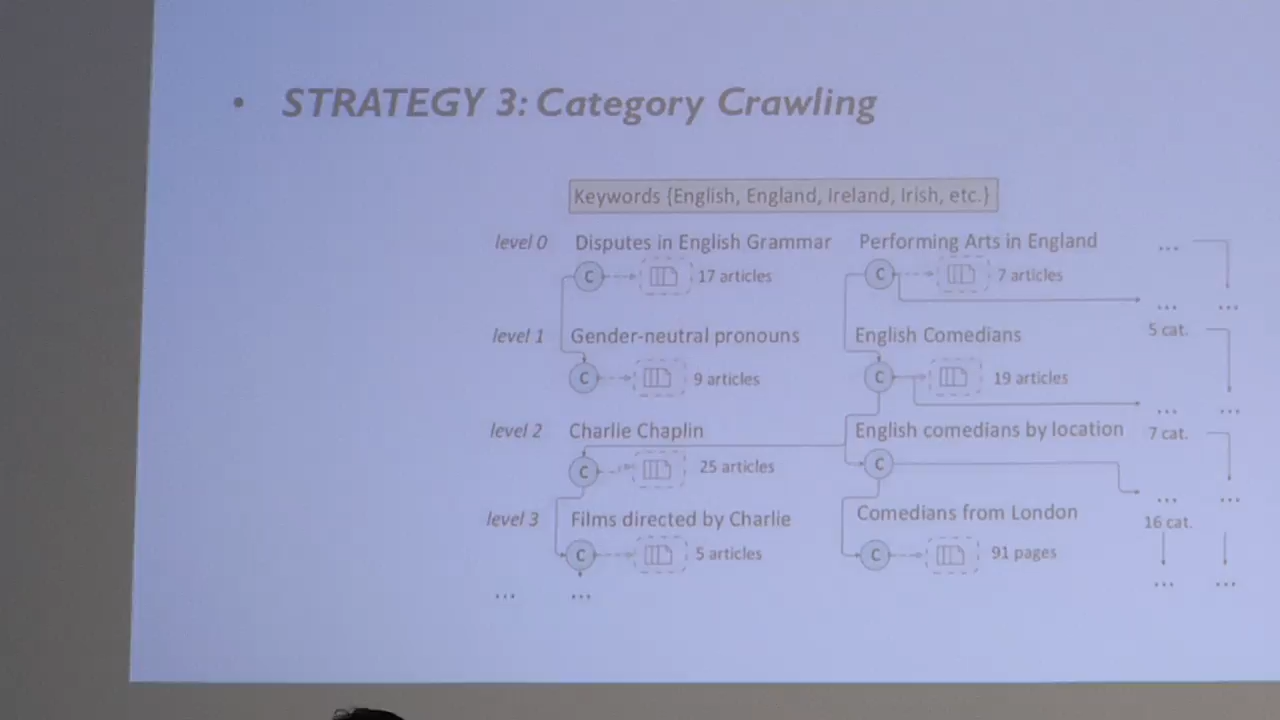 • STRATEGY 3: Category Crawling
Keywords {English, England, Ireland, Irish, etc.}
level 0 Disputes in English Grammar Performing Arts in England ...
C 17 articles C 7 articles
... ...
level 1 Gender-neutral pronouns English Comedians 5 cat.
C 9 articles C 19 articles
... ...
level 2 Charlie Chaplin English comedians by location 7 cat.
C 25 articles C
... ...
level 3 Films directed by Charlie Comedians from London 16 cat.
C 5 articles C 91 pages
... ...
... ...